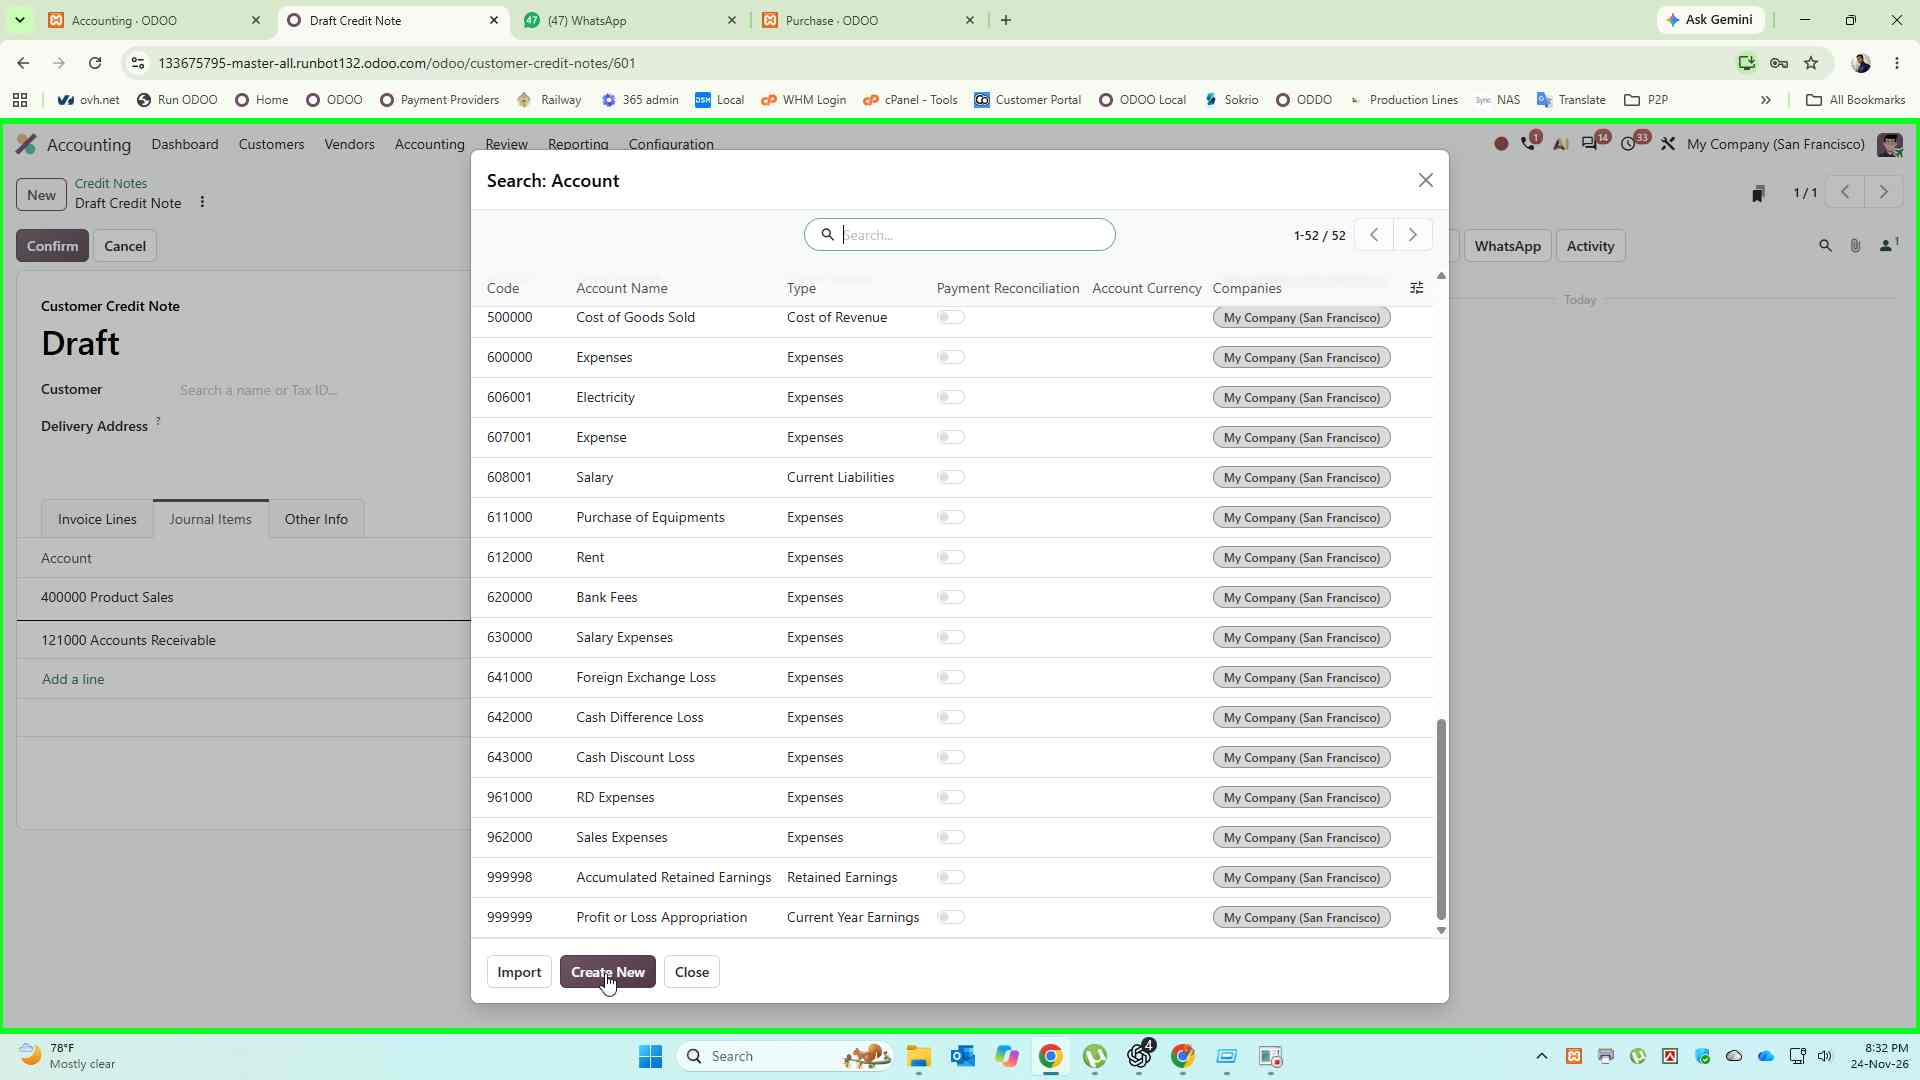 Accounting - ODOO
Draft Credit Note
(47) WhatsApp
Purchase - ODOO
Ask Gemini
133675795-master-all.runbot132.odoo.com/odoo/customer-credit-notes/601
ovh.net
Run ODOO
Home
ODOO
Payment Providers
Railway
365 admin
Local
WHM Login
cPanel - Tools
Customer Portal
ODOO Local
Sokrio
ODDO
Production Lines
NAS
Translate
P2P
All Bookmarks
Accounting Dashboard Customers Vendors Accounting Review Reporting Configuration
1 14 33
My Company (San Francisco)
New
Credit Notes
Draft Credit Note
1 / 1
Confirm Cancel
WhatsApp Activity
1
Today
Customer Credit Note
Draft
Customer Search a name or Tax ID...
Delivery Address ?
Invoice Lines Journal Items Other Info
Account
400000 Product Sales
121000 Accounts Receivable
Add a line
Search: Account
Search...
1-52 / 52
Code Account Name Type Payment Reconciliation Account Currency Companies
500000 Cost of Goods Sold Cost of Revenue My Company (San Francisco)
600000 Expenses Expenses My Company (San Francisco)
606001 Electricity Expenses My Company (San Francisco)
607001 Expense Expenses My Company (San Francisco)
608001 Salary Current Liabilities My Company (San Francisco)
611000 Purchase of Equipments Expenses My Company (San Francisco)
612000 Rent Expenses My Company (San Francisco)
620000 Bank Fees Expenses My Company (San Francisco)
630000 Salary Expenses Expenses My Company (San Francisco)
641000 Foreign Exchange Loss Expenses My Company (San Francisco)
642000 Cash Difference Loss Expenses My Company (San Francisco)
643000 Cash Discount Loss Expenses My Company (San Francisco)
961000 RD Expenses Expenses My Company (San Francisco)
962000 Sales Expenses Expenses My Company (San Francisco)
999998 Accumulated Retained Earnings Retained Earnings My Company (San Francisco)
999999 Profit or Loss Appropriation Current Year Earnings My Company (San Francisco)
Import Create New Close
78°F
Mostly clear
Search
4
8:32 PM
24-Nov-26